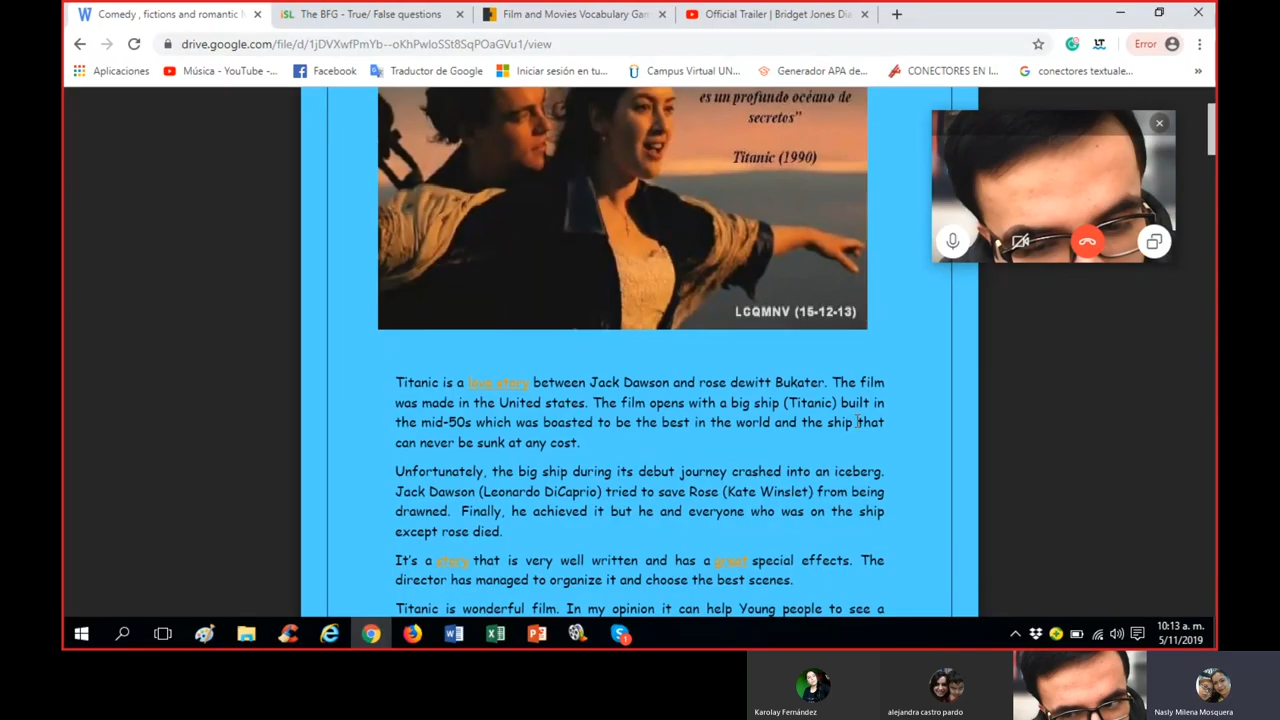 Comedy , fictions and romantic
The BFG - True/ False questions
Film and Movies Vocabulary Gam
Official Trailer | Bridget Jones Dia
drive.google.com/file/d/1jDVXwfPmYb--oKhPwIoSSt8SqPOaGVu1/view
Error
Aplicaciones
Música - YouTube -...
Facebook
Traductor de Google
Iniciar sesión en tu...
Campus Virtual UN...
Generador APA de...
CONECTORES EN I...
conectores textuale...
es un profundo océano de
secretos”
Titanic (1990)
LCQMNV (15-12-13)
Titanic is a love story between Jack Dawson and rose dewitt Bukater. The film
was made in the United states. The film opens with a big ship (Titanic) built in
the mid-50s which was boasted to be the best in the world and the ship that
can never be sunk at any cost.
Unfortunately, the big ship during its debut journey crashed into an iceberg.
Jack Dawson (Leonardo DiCaprio) tried to save Rose (Kate Winslet) from being
drawned. Finally, he achieved it but he and everyone who was on the ship
except rose died.
It's a story that is very well written and has a great special effects. The
director has managed to organize it and choose the best scenes.
Titanic is wonderful film. In my opinion it can help Young people to see a
10:13 a. m.
5/11/2019
Karolay Fernández
alejandra castro pardo
Nasly Milena Mosquera